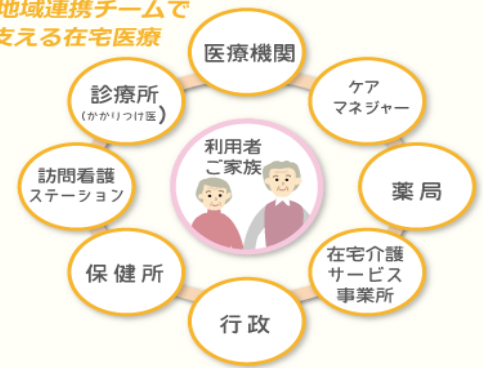 地域連携チームで
支える在宅医療
医療機関
診療所
(かかりつけ医)
ケア
マネジャー
利用者
ご家族
訪問看護
ステーション
薬局
保健所
在宅介護
サービス
事業所
行政